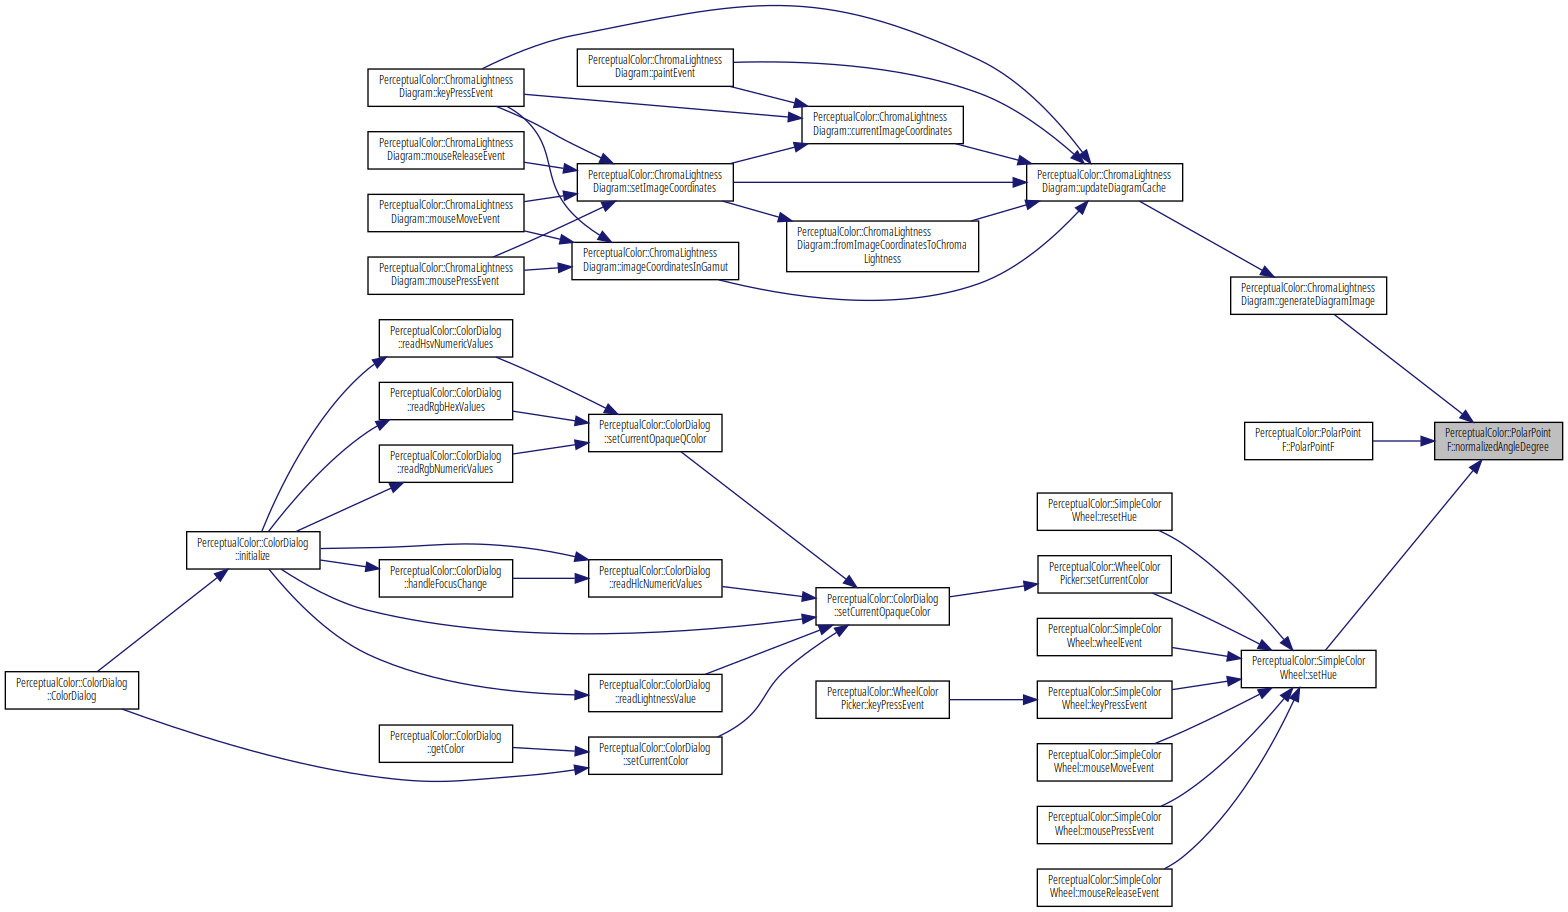 PerceptualColor::ChromaLightness
Diagram::keyPressEvent
PerceptualColor::ChromaLightness
Diagram::paintEvent
PerceptualColor::ChromaLightness
Diagram::currentImageCoordinates
PerceptualColor::ChromaLightness
Diagram::mouseReleaseEvent
PerceptualColor::ChromaLightness
Diagram::setImageCoordinates
PerceptualColor::ChromaLightness
Diagram::updateDiagramCache
PerceptualColor::ChromaLightness
Diagram::mouseMoveEvent
PerceptualColor::ChromaLightness
Diagram::fromImageCoordinatesToChroma
Lightness
PerceptualColor::ChromaLightness
Diagram::imageCoordinatesInGamut
PerceptualColor::ChromaLightness
Diagram::mousePressEvent
PerceptualColor::ChromaLightness
Diagram::generateDiagramImage
PerceptualColor::ColorDialog
::readHsvNumericValues
PerceptualColor::ColorDialog
::readRgbHexValues
PerceptualColor::ColorDialog
::setCurrentOpaqueQColor
PerceptualColor::PolarPoint
F::PolarPointF
PerceptualColor::PolarPoint
F::normalizedAngleDegree
PerceptualColor::ColorDialog
::readRgbNumericValues
PerceptualColor::SimpleColor
Wheel::resetHue
PerceptualColor::ColorDialog
::initialize
PerceptualColor::ColorDialog
::handleFocusChange
PerceptualColor::ColorDialog
::readHlcNumericValues
PerceptualColor::WheelColor
Picker::setCurrentColor
PerceptualColor::ColorDialog
::setCurrentOpaqueColor
PerceptualColor::SimpleColor
Wheel::wheelEvent
PerceptualColor::SimpleColor
Wheel::setHue
PerceptualColor::ColorDialog
::ColorDialog
PerceptualColor::ColorDialog
::readLightnessValue
PerceptualColor::WheelColor
Picker::keyPressEvent
PerceptualColor::SimpleColor
Wheel::keyPressEvent
PerceptualColor::ColorDialog
::getColor
PerceptualColor::ColorDialog
::setCurrentColor
PerceptualColor::SimpleColor
Wheel::mouseMoveEvent
PerceptualColor::SimpleColor
Wheel::mousePressEvent
PerceptualColor::SimpleColor
Wheel::mouseReleaseEvent